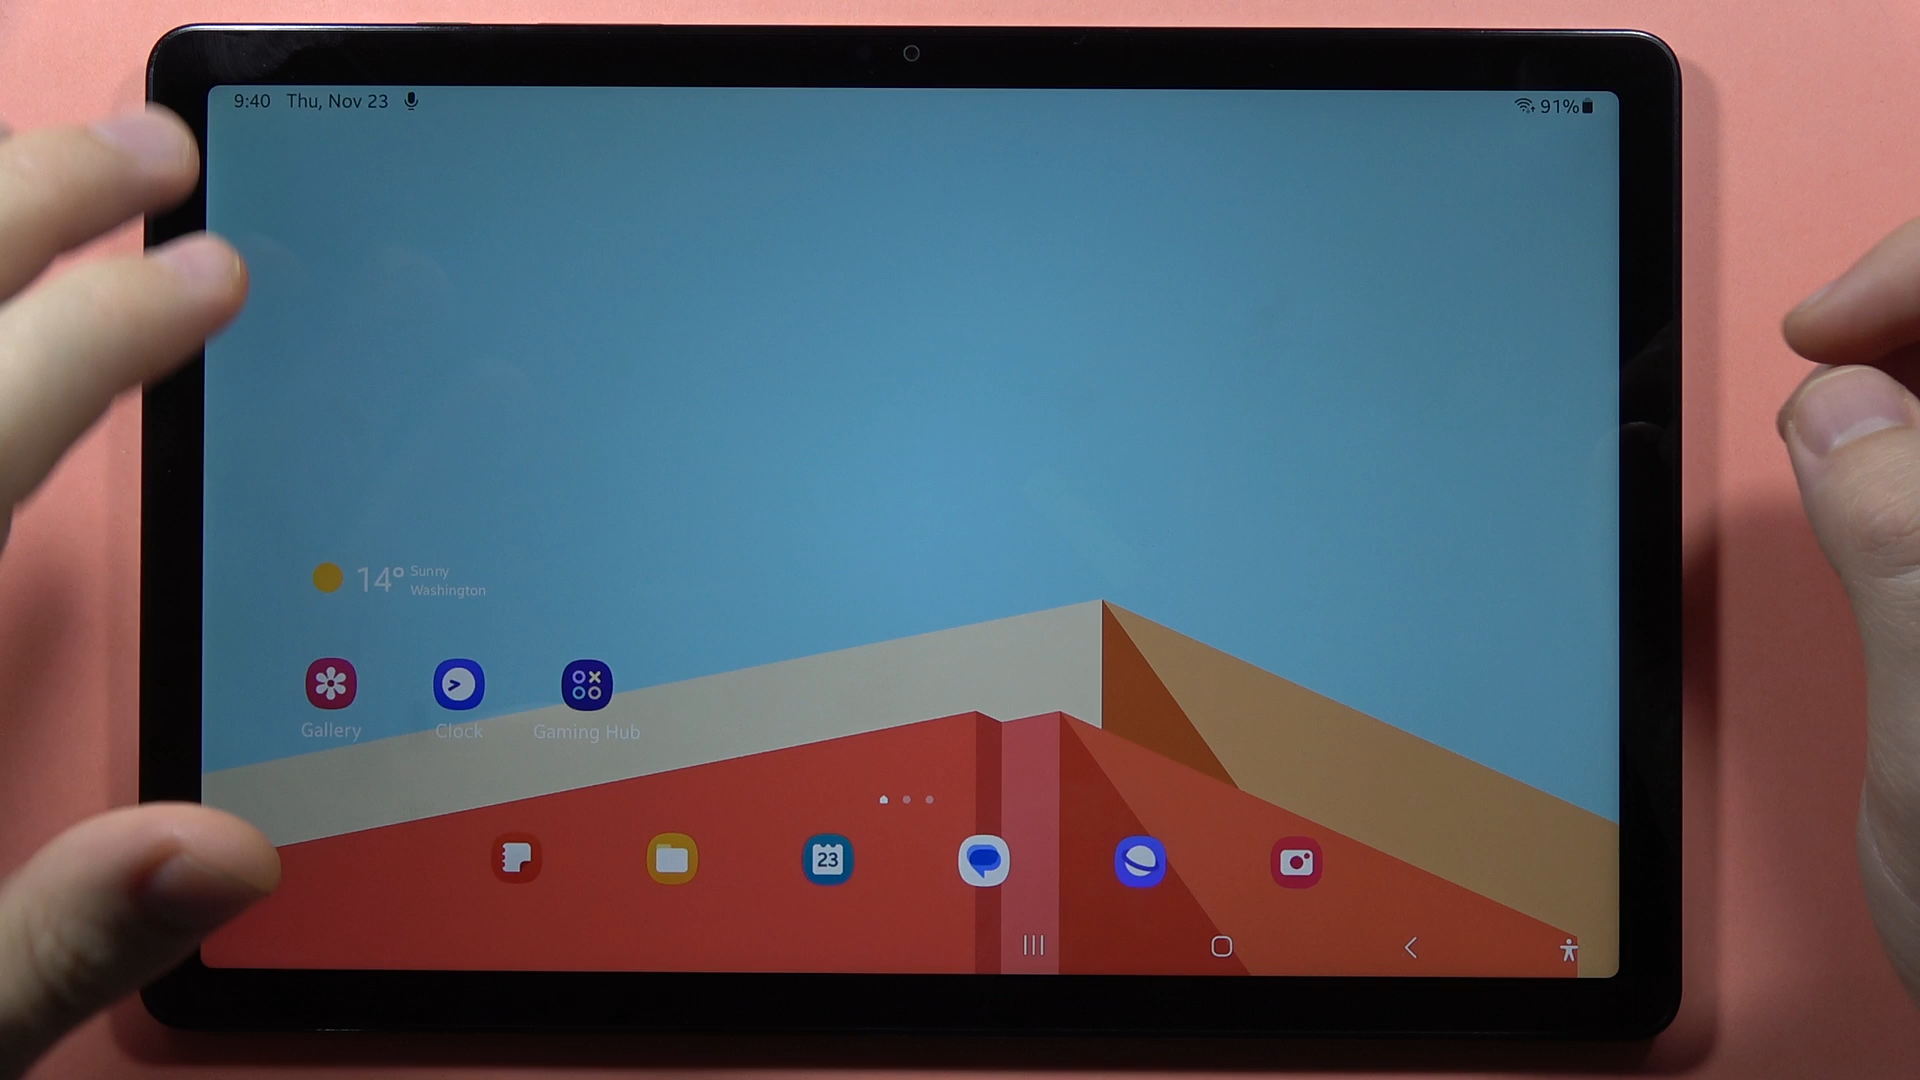 9:40 Thu, Nov 23
91%
14° Sunny
Washington
Gallery Clock Gaming Hub
23